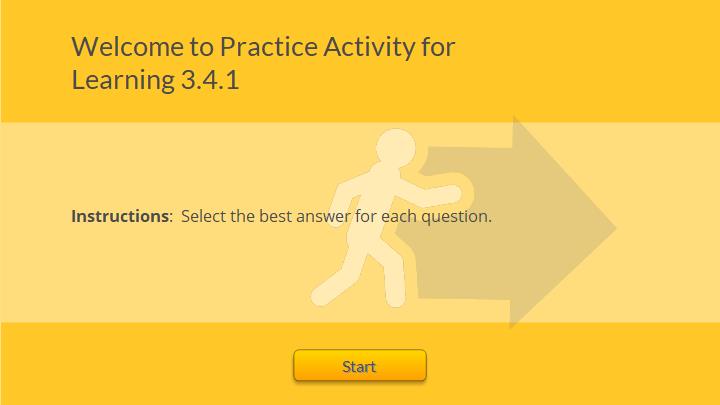 Welcome to Practice Activity for
Learning 3.4.1
Instructions:  Select the best answer for each question.
Start